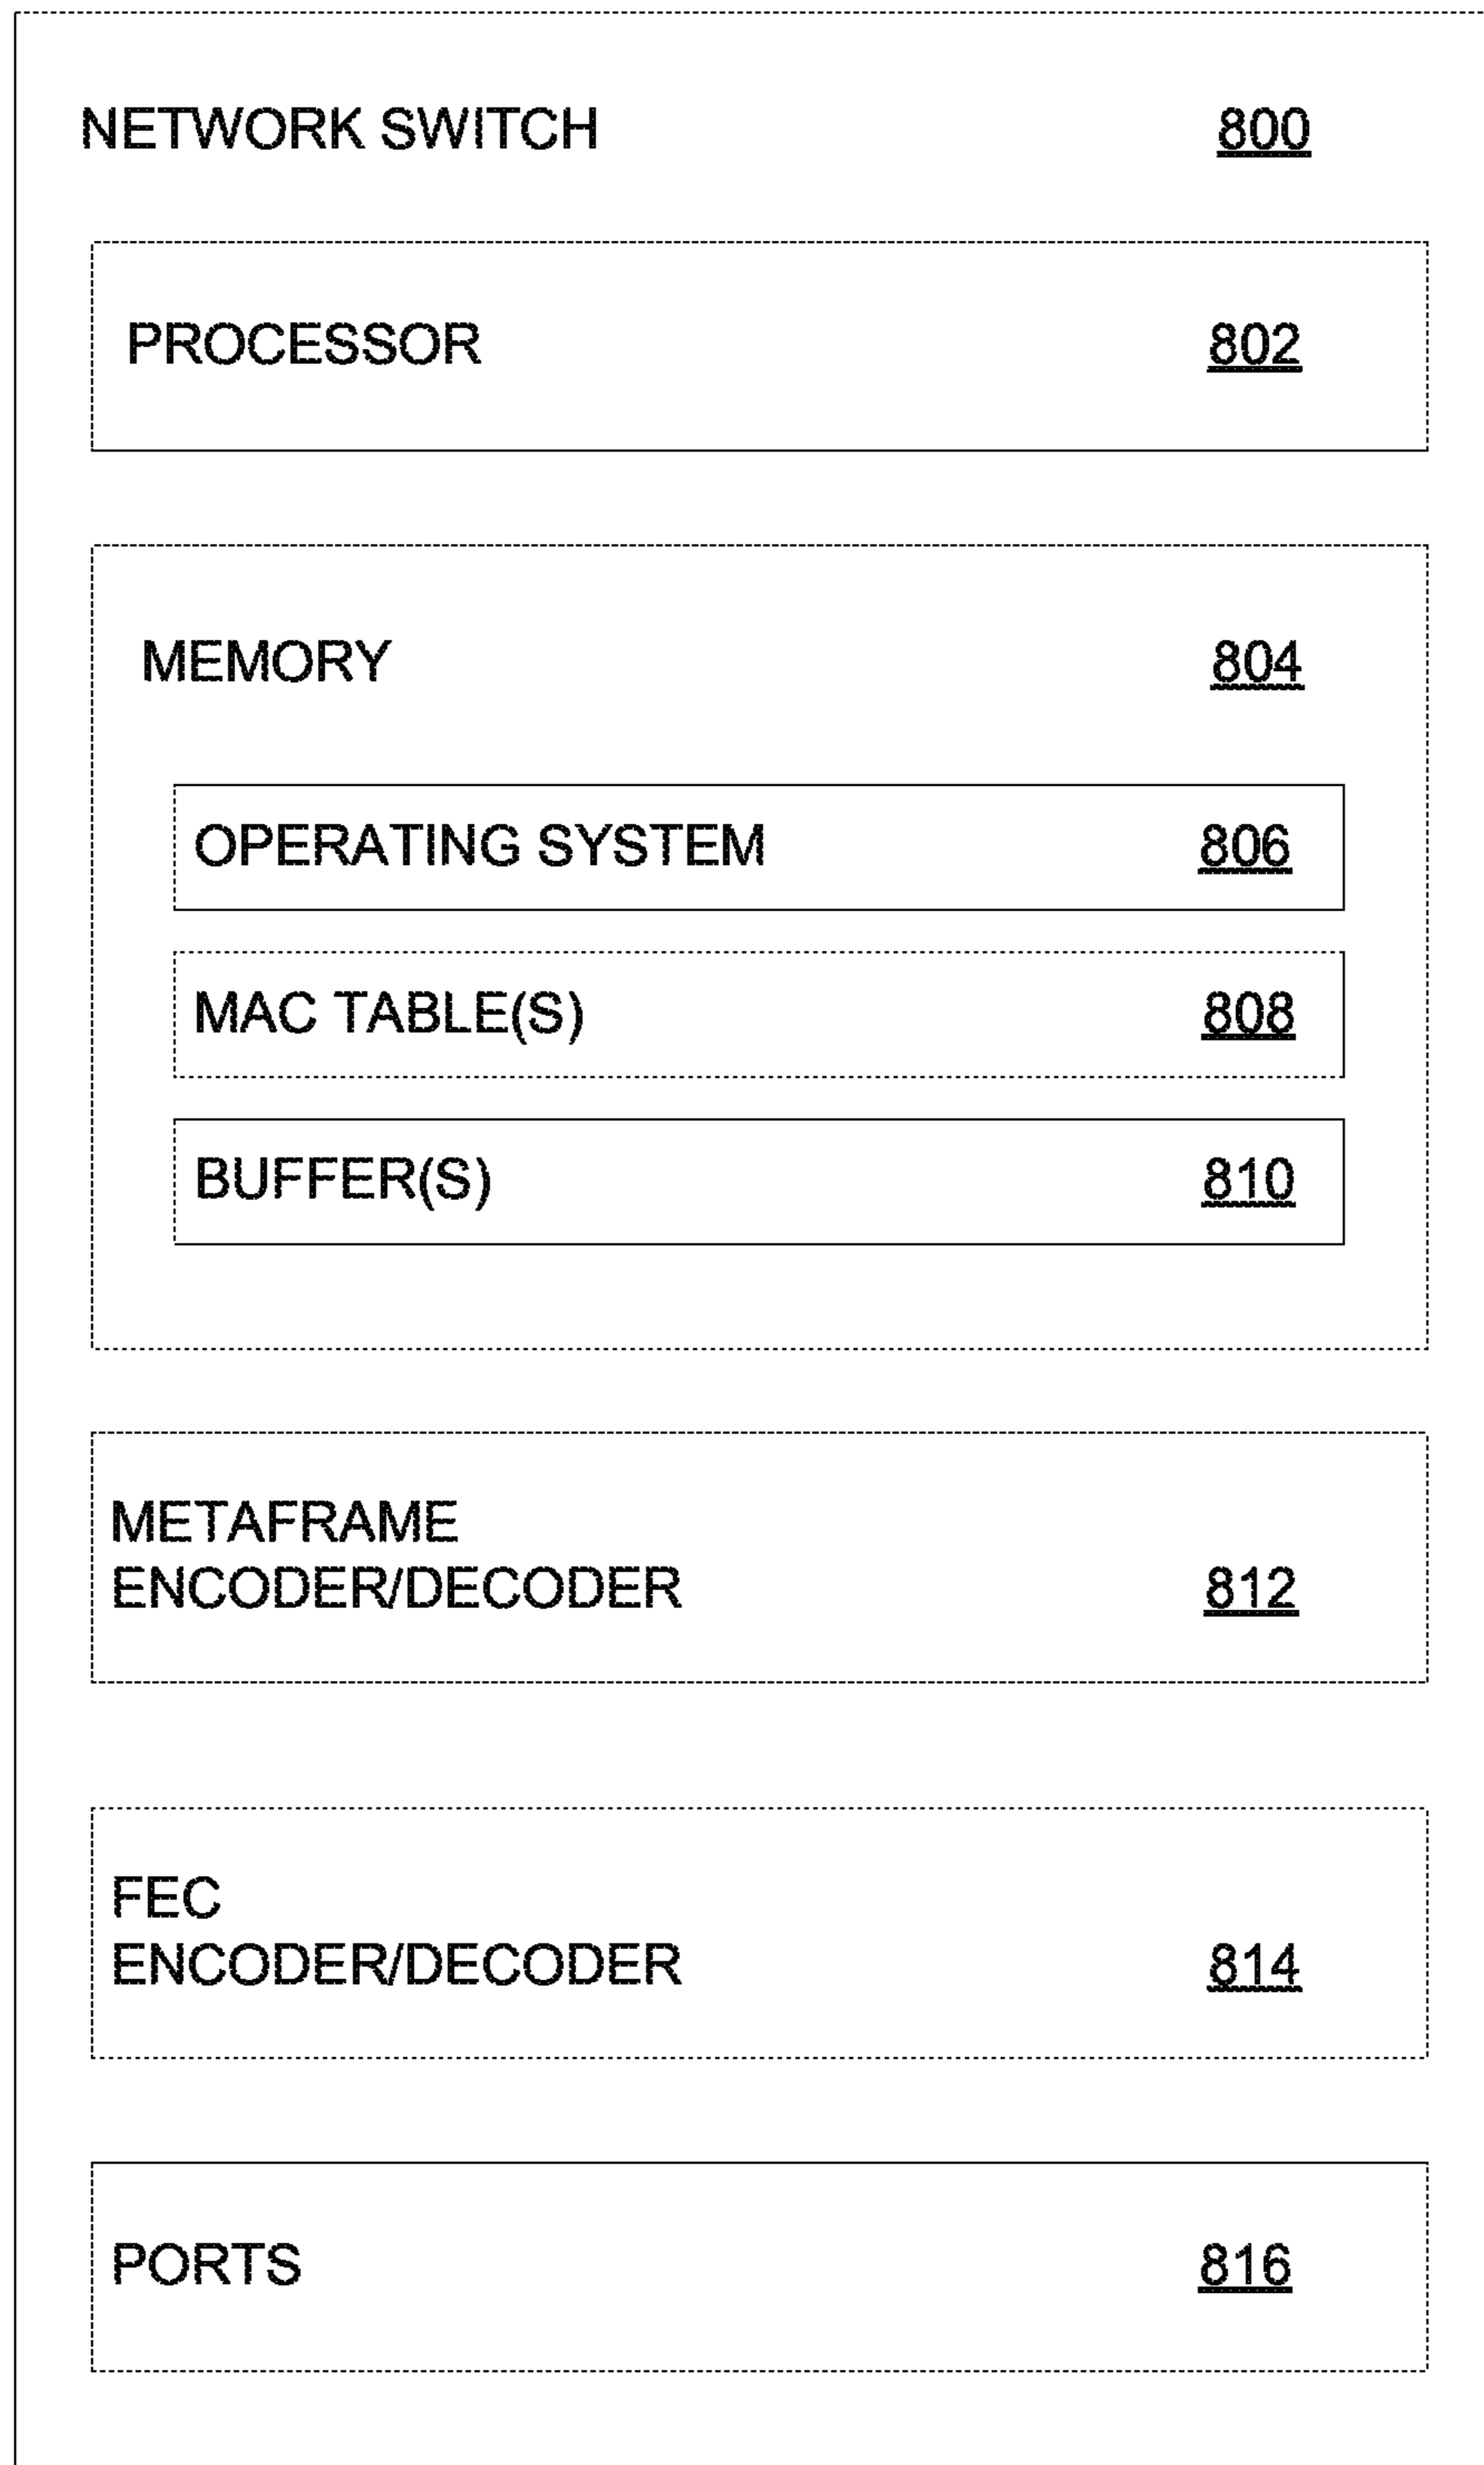 NETWORK SWITCH 800
PROCESSOR 802
MEMORY 804
OPERATING SYSTEM 806
MAC TABLE(S) 808
BUFFER(S) 810
METAFRAME
ENCODER/DECODER 812
FEC
ENCODER/DECODER 814
PORTS 816